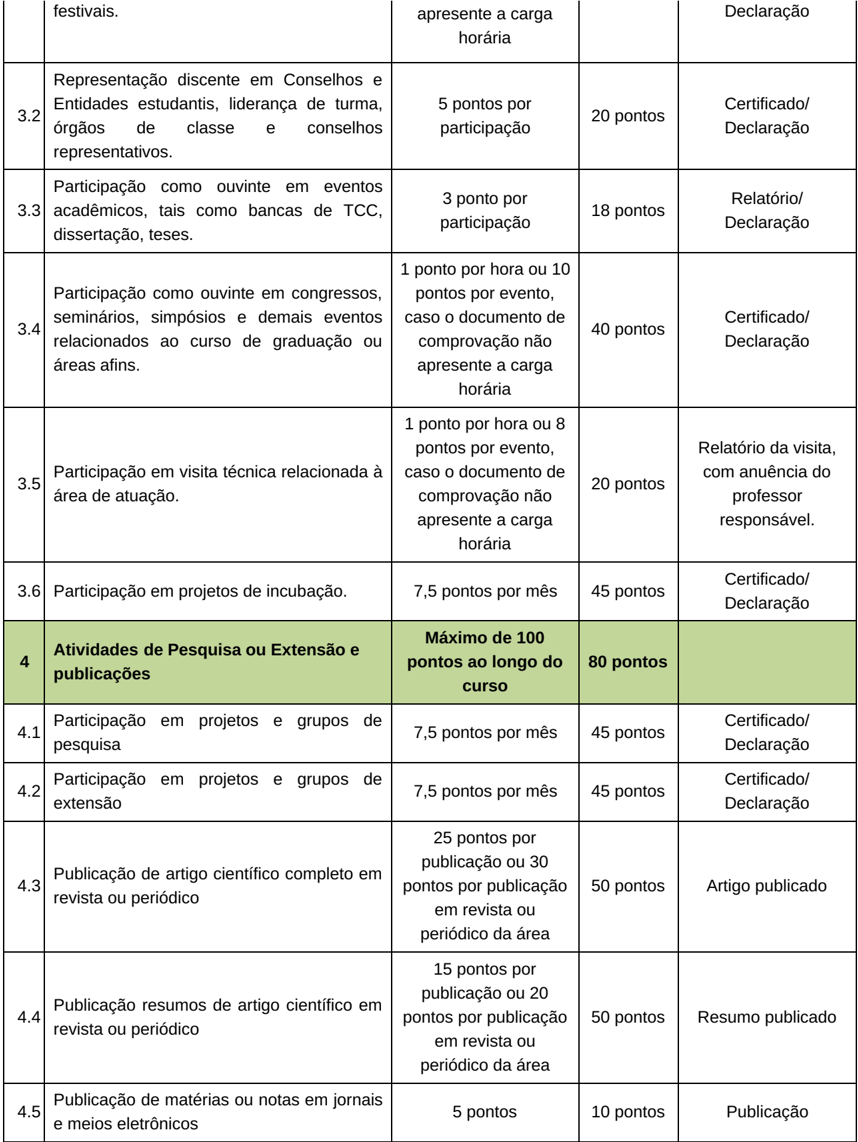 festivais.
apresente a carga
horária
Declaração
3.2
Representação discente em Conselhos e
Entidades estudantis, liderança de turma,
órgãos de classe e conselhos
representativos.
5 pontos por
participação
20 pontos
Certificado/
Declaração
3.3
Participação como ouvinte em eventos
acadêmicos, tais como bancas de TCC,
dissertação, teses.
3 ponto por
participação
18 pontos
Relatório/
Declaração
3.4
Participação como ouvinte em congressos,
seminários, simpósios e demais eventos
relacionados ao curso de graduação ou
áreas afins.
1 ponto por hora ou 10
pontos por evento,
caso o documento de
comprovação não
apresente a carga
horária
40 pontos
Certificado/
Declaração
3.5
Participação em visita técnica relacionada à
área de atuação.
1 ponto por hora ou 8
pontos por evento,
caso o documento de
comprovação não
apresente a carga
horária
20 pontos
Relatório da visita,
com anuência do
professor
responsável.
3.6
Participação em projetos de incubação.
7,5 pontos por mês
45 pontos
Certificado/
Declaração
4
Atividades de Pesquisa ou Extensão e
publicações
Máximo de 100
pontos ao longo do
curso
80 pontos
4.1
Participação em projetos e grupos de
pesquisa
7,5 pontos por mês
45 pontos
Certificado/
Declaração
4.2
Participação em projetos e grupos de
extensão
7,5 pontos por mês
45 pontos
Certificado/
Declaração
4.3
Publicação de artigo científico completo em
revista ou periódico
25 pontos por
publicação ou 30
pontos por publicação
em revista ou
periódico da área
50 pontos
Artigo publicado
4.4
Publicação resumos de artigo científico em
revista ou periódico
15 pontos por
publicação ou 20
pontos por publicação
em revista ou
periódico da área
50 pontos
Resumo publicado
4.5
Publicação de matérias ou notas em jornais
e meios eletrônicos
5 pontos
10 pontos
Publicação